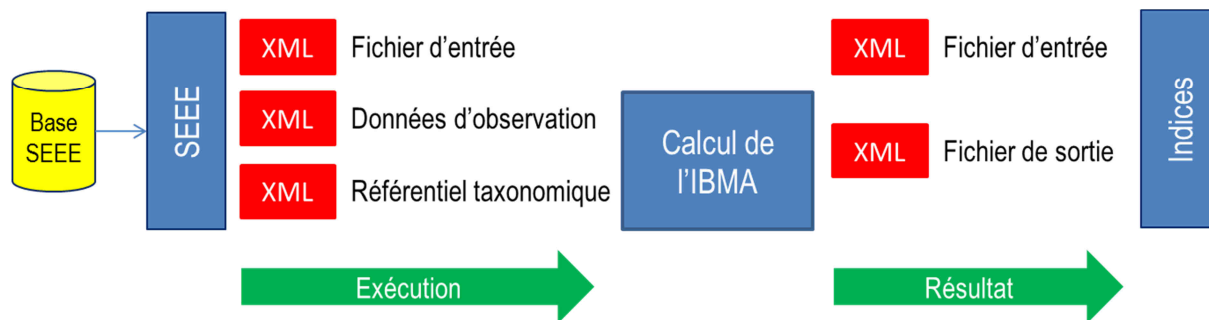 Base
SEEE
SEEE
XML Fichier d'entrée
XML Données d'observation
XML Référentiel taxonomique
Exécution
Calcul de
l'IBMA
XML Fichier d'entrée
XML Fichier de sortie
Résultat
Indices